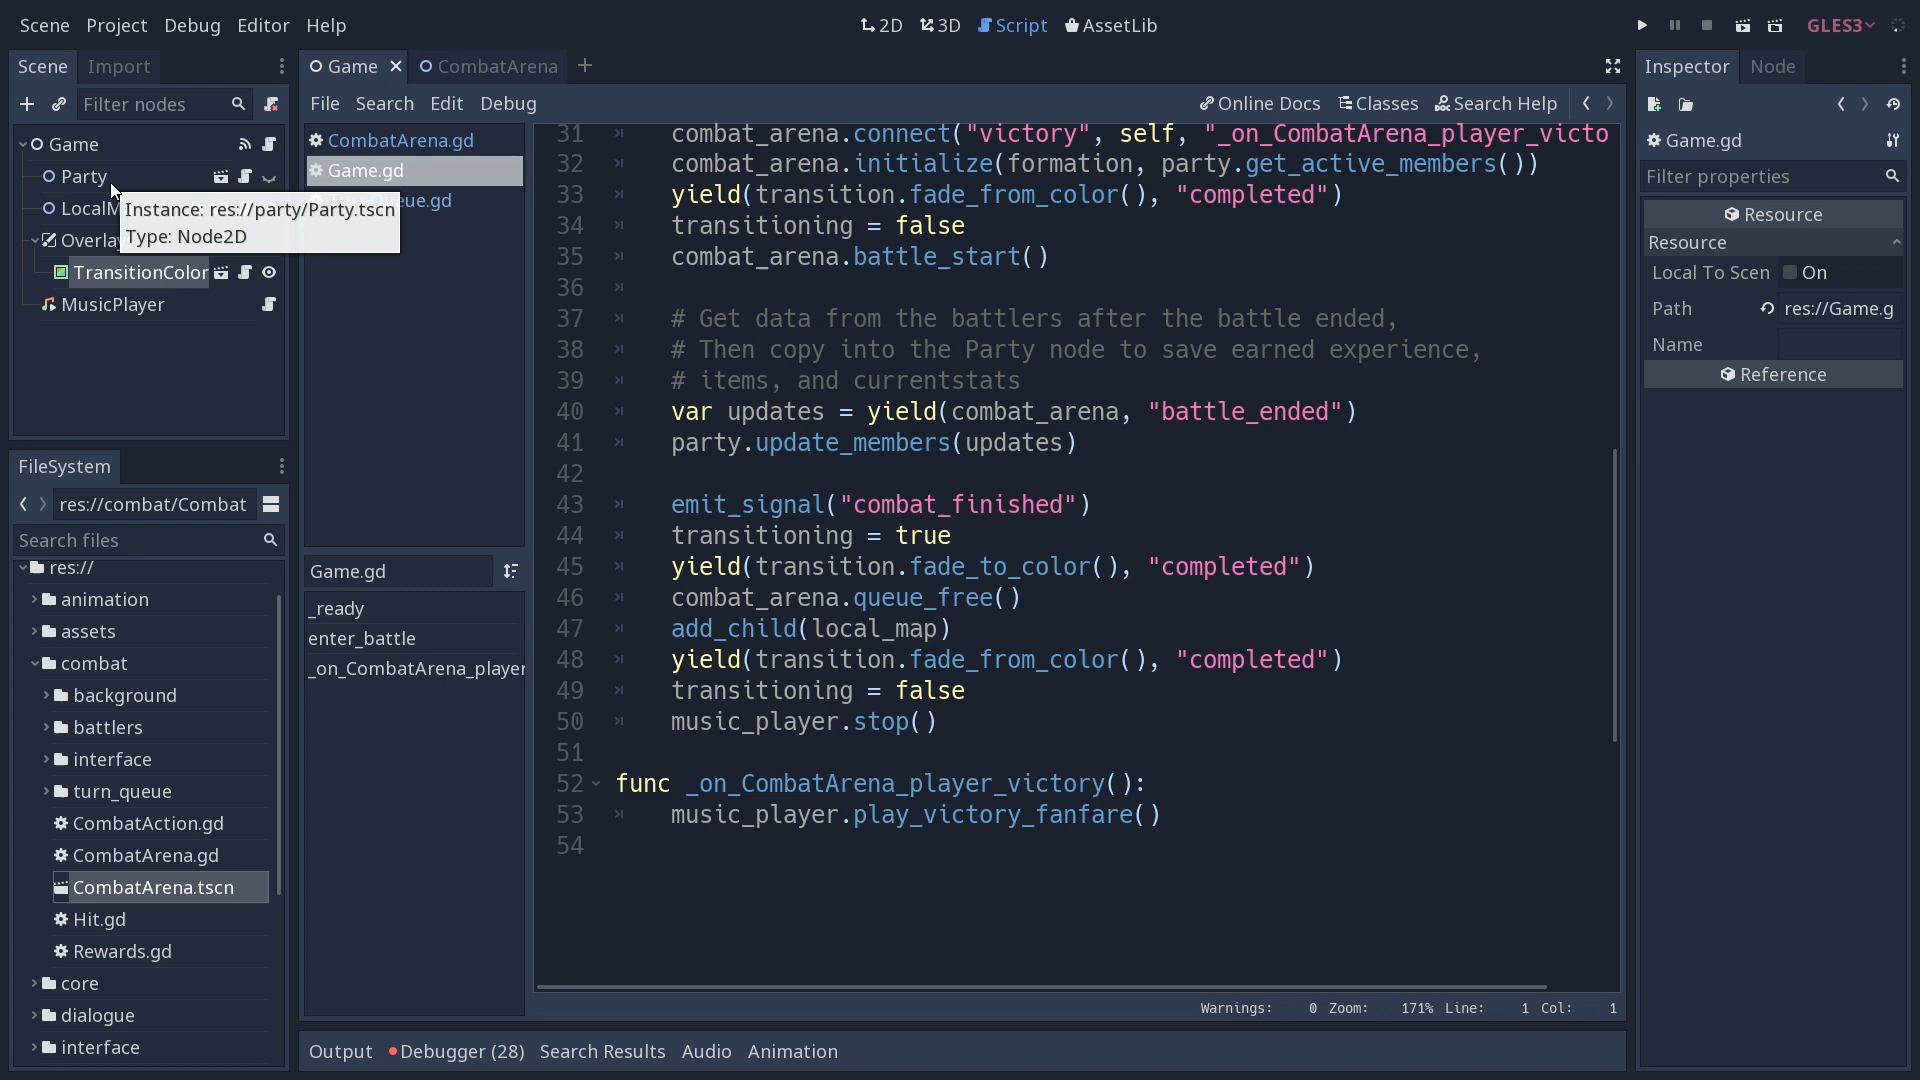 Scene Project Debug Editor Help
2D 3D Script AssetLib
GLES3
Scene Import
Filter nodes
Game
Party
LocalM
Overlay
TransitionColor
MusicPlayer
Instance: res://party/Party.tscn
Type: Node2D
FileSystem
res://combat/Combat
Search files
res://
animation
assets
combat
background
battlers
interface
turn_queue
CombatAction.gd
CombatArena.gd
CombatArena.tscn
Hit.gd
Rewards.gd
core
dialogue
interface
Game CombatArena
File Search Edit Debug
Online Docs Classes Search Help
CombatArena.gd
Game.gd
ueue.gd
Game.gd
_ready
enter_battle
_on_CombatArena_player
31 combat_arena.connect("victory", self, "_on_CombatArena_player_victo
32 combat_arena.initialize(formation, party.get_active_members())
33 yield(transition.fade_from_color(), "completed")
34 transitioning = false
35 combat_arena.battle_start()
36
37 # Get data from the battlers after the battle ended,
38 # Then copy into the Party node to save earned experience,
39 # items, and currentstats
40 var updates = yield(combat_arena, "battle_ended")
41 party.update_members(updates)
42
43 emit_signal("combat_finished")
44 transitioning = true
45 yield(transition.fade_to_color(), "completed")
46 combat_arena.queue_free()
47 add_child(local_map)
48 yield(transition.fade_from_color(), "completed")
49 transitioning = false
50 music_player.stop()
51
52 func _on_CombatArena_player_victory():
53 music_player.play_victory_fanfare()
54
Warnings: 0 Zoom: 171% Line: 1 Col: 1
Output Debugger (28) Search Results Audio Animation
Inspector Node
Game.gd
Filter properties
Resource
Resource
Local To Scen On
Path res://Game.g
Name
Reference